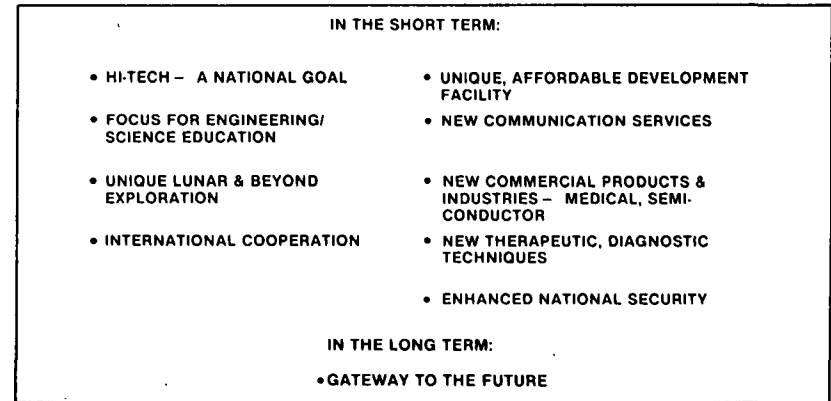 IN THE SHORT TERM:
• HI-TECH – A NATIONAL GOAL
• FOCUS FOR ENGINEERING/
SCIENCE EDUCATION
• UNIQUE LUNAR & BEYOND
EXPLORATION
• INTERNATIONAL COOPERATION
• UNIQUE, AFFORDABLE DEVELOPMENT
FACILITY
• NEW COMMUNICATION SERVICES
• NEW COMMERCIAL PRODUCTS &
INDUSTRIES – MEDICAL, SEMI-
CONDUCTOR
• NEW THERAPEUTIC, DIAGNOSTIC
TECHNIQUES
• ENHANCED NATIONAL SECURITY
IN THE LONG TERM:
• GATEWAY TO THE FUTURE